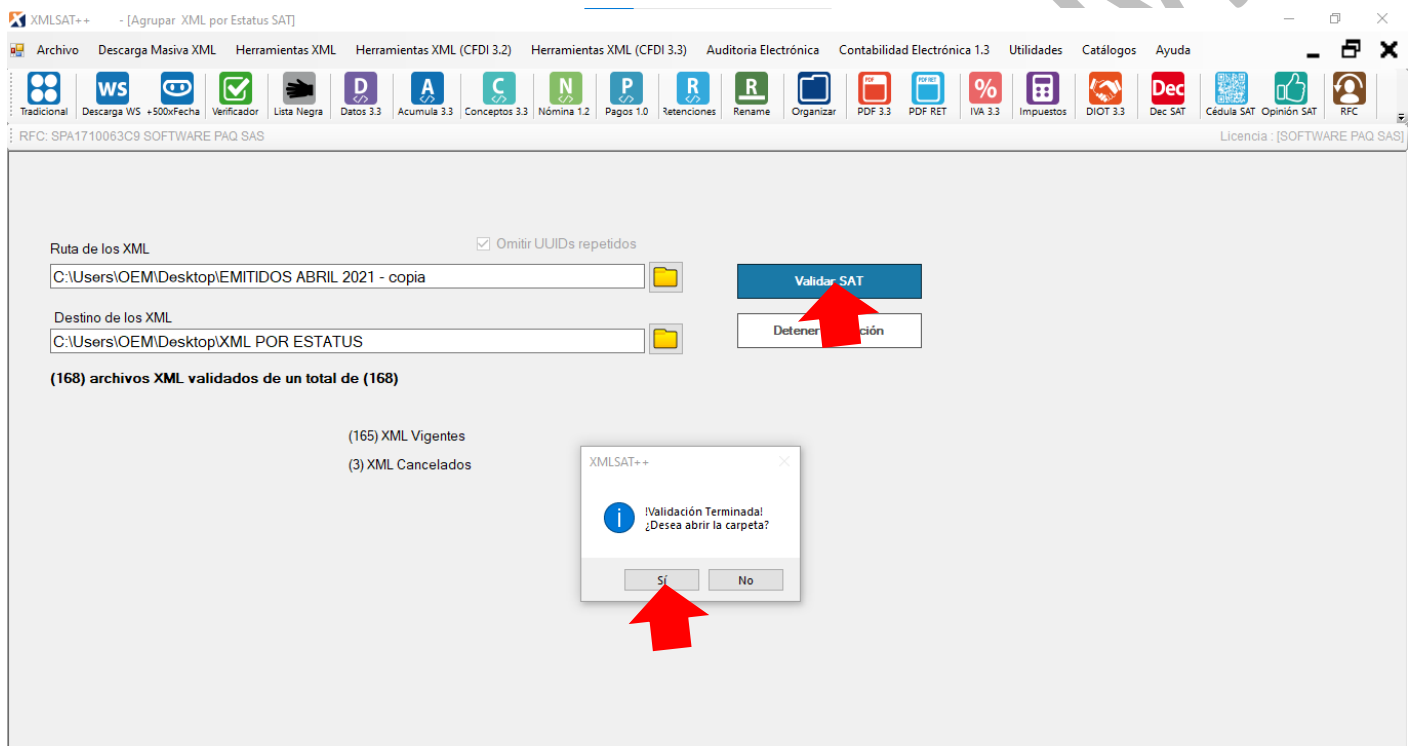 XMLSAT++ - [Agrupar XML por Estatus SAT]
Archivo Descarga Masiva XML Herramientas XML Herramientas XML (CFDI 3.2) Herramientas XML (CFDI 3.3) Auditoria Electrónica Contabilidad Electrónica 1.3 Utilidades Catálogos Ayuda
WS D A C N P R R PDF PDF RET % Dec
Tradicional Descarga WS +500xFecha Verificador Lista Negra Datos 3.3 Acumula 3.3 Conceptos 3.3 Nómina 1.2 Pagos 1.0 Retenciones Rename Organizar PDF 3.3 PDF RET IVA 3.3 Impuestos DIOT 3.3 Dec SAT Cédula SAT Opinión SAT RFC
RFC: SPA1710063C9 SOFTWARE PAQ SAS Licencia : [SOFTWARE PAQ SAS]
Ruta de los XML Omitir UUIDs repetidos
C:\Users\OEM\Desktop\EMITIDOS ABRIL 2021 - copia
Validar SAT
Destino de los XML
Detener
C:\Users\OEM\Desktop\XML POR ESTATUS
(168) archivos XML validados de un total de (168)
(165) XML Vigentes
(3) XML Cancelados
XMLSAT++
!Validación Terminada!
¿Desea abrir la carpeta?
Sí No